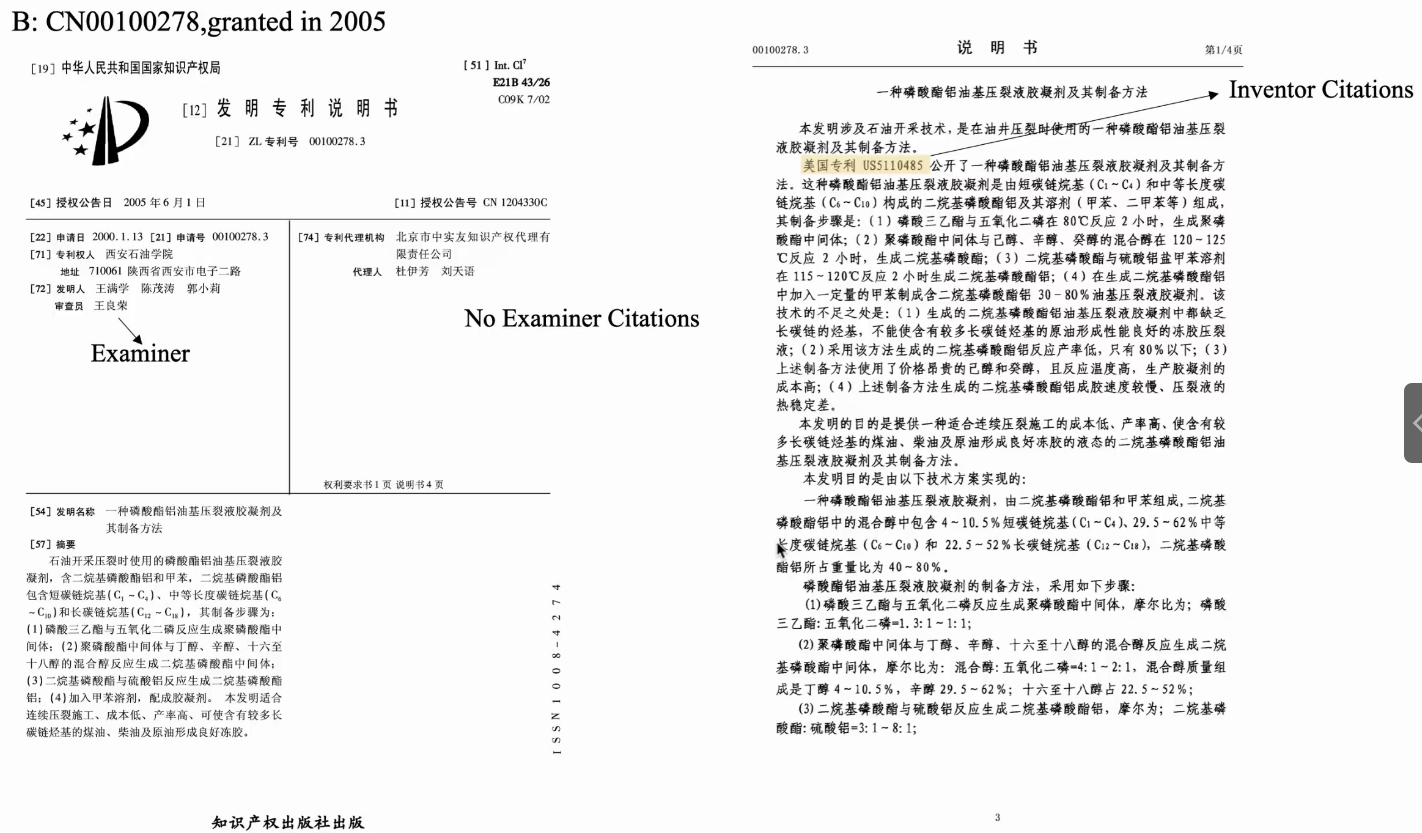 B: CN00100278,granted in 2005
[19] 中华人民共和国国家知识产权局
[51] Int. Cl⁷
E21B 43/26
C09K 7/02
[12] 发明专利说明书
[21] ZL 专利号 00100278.3
[45] 授权公告日 2005 年 6 月 1 日
[11] 授权公告号 CN 1204330C
[22] 申请日 2000.1.13 [21] 申请号 00100278.3
[71] 专利权人 西安石油学院
地址 710061 陕西省西安市电子二路
[72] 发明人 王满学 陈茂涛 郭小莉
审查员 王良荣
[74] 专利代理机构 北京市中实友知识产权代理有
限责任公司
代理人 杜伊芳 刘天语
Examiner
No Examiner Citations
权利要求书 1 页 说明书 4 页
[54] 发明名称 一种磷酸酯铝油基压裂液胶凝剂及
其制备方法
[57] 摘要
石油开采压裂时使用的磷酸酯铝油基压裂液胶
凝剂，含二烷基磷酸酯铝和甲苯，二烷基磷酸酯铝
包含短碳链烷基(C₁～C₄)、中等长度碳链烷基(C₆
～C₁₀)和长碳链烷基(C₁₂～C₁₈)，其制备步骤为：
(1)磷酸三乙酯与五氧化二磷反应生成聚磷酸酯中
间体；(2)聚磷酸酯中间体与丁醇、辛醇、十六至
十八醇的混合醇反应生成二烷基磷酸酯中间体；
(3)二烷基磷酸酯与硫酸铝反应生成二烷基磷酸酯
铝；(4)加入甲苯溶剂，配成胶凝剂。 本发明适合
连续压裂施工、成本低、产率高、可使含有较多长
碳链烃基的煤油、柴油及原油形成良好冻胶。
ISSN1008-4274
知识产权出版社出版
00100278.3
说 明 书
第1/4页
一种磷酸酯铝油基压裂液胶凝剂及其制备方法
Inventor Citations
本发明涉及石油开采技术，是在油井压裂时使用的一种磷酸酯铝油基压裂
液胶凝剂及其制备方法。
美国专利 US5110485 公开了一种磷酸酯铝油基压裂液胶凝剂及其制备方
法。这种磷酸酯铝油基压裂液胶凝剂是由短碳链烷基(C₁～C₄)和中等长度碳
链烷基(C₆～C₁₀)构成的二烷基磷酸酯铝及其溶剂(甲苯、二甲苯等)组成，
其制备步骤是：(1)磷酸三乙酯与五氧化二磷在 80℃反应 2 小时，生成聚磷
酸酯中间体；(2)聚磷酸酯中间体与己醇、辛醇、癸醇的混合醇在 120～125
℃反应 2 小时，生成二烷基磷酸酯；(3)二烷基磷酸酯与硫酸铝盐甲苯溶剂
在 115～120℃反应 2 小时生成二烷基磷酸酯铝；(4)在生成二烷基磷酸酯铝
中加入一定量的甲苯制成含二烷基磷酸酯铝 30-80%油基压裂液胶凝剂。该
技术的不足之处是：(1)生成的二烷基磷酸酯铝油基压裂液胶凝剂中都缺乏
长碳链的烃基，不能使含有较多长碳链烃基的原油形成性能良好的冻胶压裂
液；(2)采用该方法生成的二烷基磷酸酯铝反应产率低，只有 80%以下；(3)
上述制备方法使用了价格昂贵的己醇和癸醇，且反应温度高，生产胶凝剂的
成本高；(4)上述制备方法生成的二烷基磷酸酯铝成胶速度较慢、压裂液的
热稳定差。
本发明的目的是提供一种适合连续压裂施工的成本低、产率高、使含有较
多长碳链烃基的煤油、柴油及原油形成良好冻胶的液态的二烷基磷酸酯铝油
基压裂液胶凝剂及其制备方法。
本发明目的是由以下技术方案实现的：
一种磷酸酯铝油基压裂液胶凝剂，由二烷基磷酸酯铝和甲苯组成，二烷基
磷酸酯铝中的混合醇中包含 4～10.5%短碳链烷基(C₁～C₄)、29.5～62%中等
长度碳链烷基(C₆～C₁₀)和 22.5～52%长碳链烷基(C₁₂～C₁₈)，二烷基磷酸
酯铝所占重量比为 40～80%。
磷酸酯铝油基压裂液胶凝剂的制备方法，采用如下步骤：
(1)磷酸三乙酯与五氧化二磷反应生成聚磷酸酯中间体，摩尔比为；磷酸
三乙酯:五氧化二磷=1.3:1～1:1；
(2)聚磷酸酯中间体与丁醇、辛醇、十六至十八醇的混合醇反应生成二烷
基磷酸酯中间体，摩尔比为：混合醇:五氧化二磷=4:1～2:1，混合醇质量组
成是丁醇 4～10.5%，辛醇 29.5～62%；十六至十八醇占 22.5～52%；
(3)二烷基磷酸酯与硫酸铝反应生成二烷基磷酸酯铝，摩尔为；二烷基磷
酸酯:硫酸铝=3:1～8:1；
3